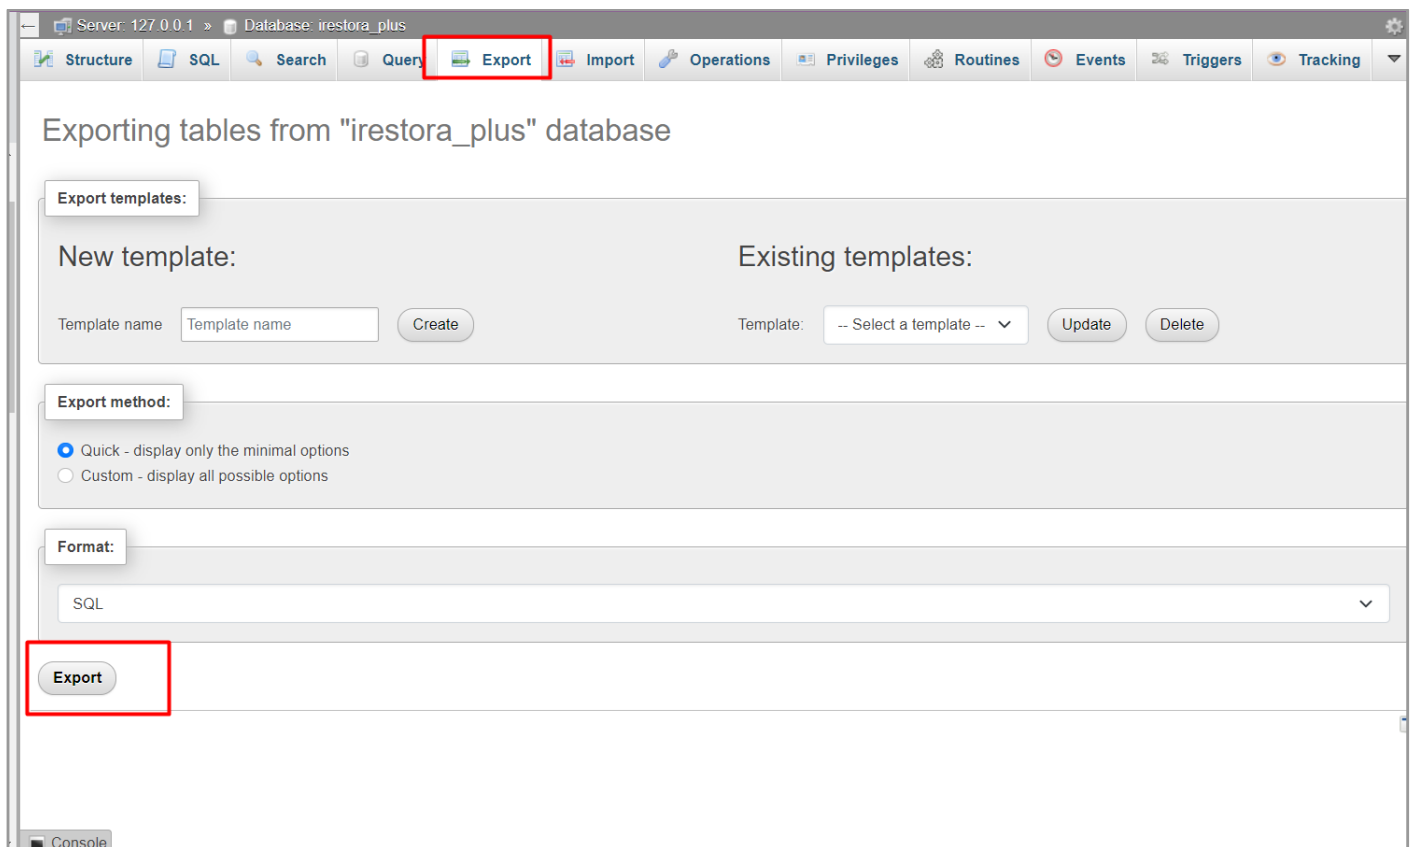 Server: 127.0.0.1 » Database: irestora_plus
Structure SQL Search Query Export Import Operations Privileges Routines Events Triggers Tracking
Exporting tables from "irestora_plus" database
Export templates:
New template: Existing templates:
Template name Template name Create Template: -- Select a template -- Update Delete
Export method:
Quick - display only the minimal options
Custom - display all possible options
Format:
SQL
Export
Console